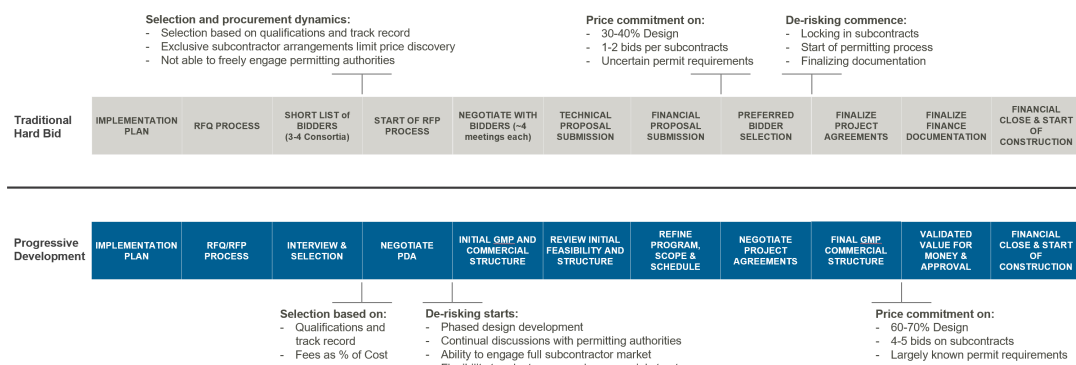 Selection and procurement dynamics:
- Selection based on qualifications and track record
- Exclusive subcontractor arrangements limit price discovery
- Not able to freely engage permitting authorities
Price commitment on:
- 30-40% Design
- 1-2 bids per subcontracts
- Uncertain permit requirements
De-risking commence:
- Locking in subcontracts
- Start of permitting process
- Finalizing documentation
Traditional
Hard Bid
IMPLEMENTATION
PLAN
RFQ PROCESS
SHORT LIST of
BIDDERS
(3-4 Consortia)
START OF RFP
PROCESS
NEGOTIATE WITH
BIDDERS (~4
meetings each)
TECHNICAL
PROPOSAL
SUBMISSION
FINANCIAL
PROPOSAL
SUBMISSION
PREFERRED
BIDDER
SELECTION
FINALIZE
PROJECT
AGREEMENTS
FINALIZE
FINANCE
DOCUMENTATION
FINANCIAL
CLOSE & START
OF
CONSTRUCTION
Progressive
Development
IMPLEMENTATION
PLAN
RFQ/RFP
PROCESS
INTERVIEW &
SELECTION
NEGOTIATE
PDA
INITIAL GMP AND
COMMERCIAL
STRUCTURE
REVIEW INITIAL
FEASIBILITY AND
STRUCTURE
REFINE
PROGRAM,
SCOPE &
SCHEDULE
NEGOTIATE
PROJECT
AGREEMENTS
FINAL GMP
COMMERCIAL
STRUCTURE
VALIDATED
VALUE FOR
MONEY &
APPROVAL
FINANCIAL
CLOSE & START
OF
CONSTRUCTION
Selection based on:
- Qualifications and
track record
- Fees as % of Cost
De-risking starts:
- Phased design development
- Continual discussions with permitting authorities
- Ability to engage full subcontractor market
Price commitment on:
- 60-70% Design
- 4-5 bids on subcontracts
- Largely known permit requirements